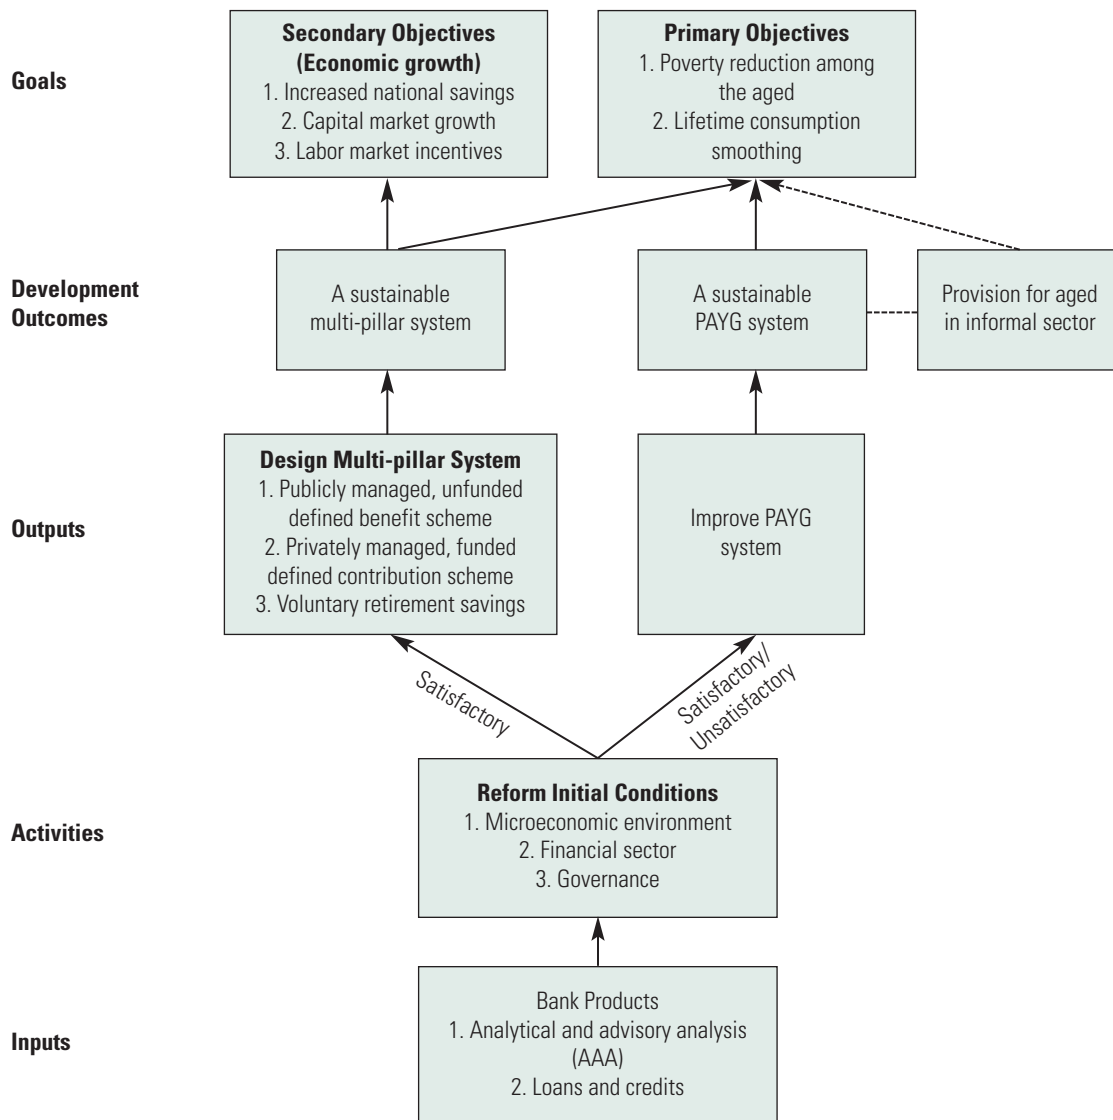 Goals
Secondary Objectives
(Economic growth)
1. Increased national savings
2. Capital market growth
3. Labor market incentives
Primary Objectives
1. Poverty reduction among
the aged
2. Lifetime consumption
smoothing
Development
Outcomes
A sustainable
multi-pillar system
A sustainable
PAYG system
Provision for aged
in informal sector
Outputs
Design Multi-pillar System
1. Publicly managed, unfunded
defined benefit scheme
2. Privately managed, funded
defined contribution scheme
3. Voluntary retirement savings
Improve PAYG
system
Satisfactory
Satisfactory/
Unsatisfactory
Activities
Reform Initial Conditions
1. Microeconomic environment
2. Financial sector
3. Governance
Inputs
Bank Products
1. Analytical and advisory analysis
(AAA)
2. Loans and credits